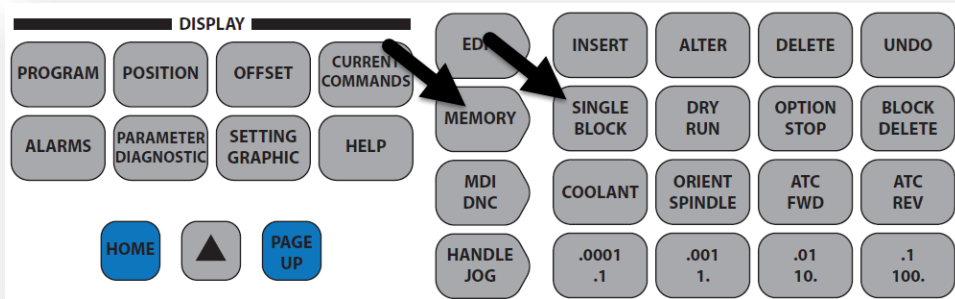 DISPLAY
PROGRAM
POSITION
OFFSET
CURRENT
COMMANDS
ALARMS
PARAMETER
DIAGNOSTIC
SETTING
GRAPHIC
HELP
HOME
PAGE
UP
INSERT
ALTER
DELETE
UNDO
MEMORY
SINGLE
BLOCK
DRY
RUN
OPTION
STOP
BLOCK
DELETE
MDI
DNC
COOLANT
ORIENT
SPINDLE
ATC
FWD
ATC
REV
HANDLE
JOG
.0001
.1
.001
1.
.01
10.
.1
100.